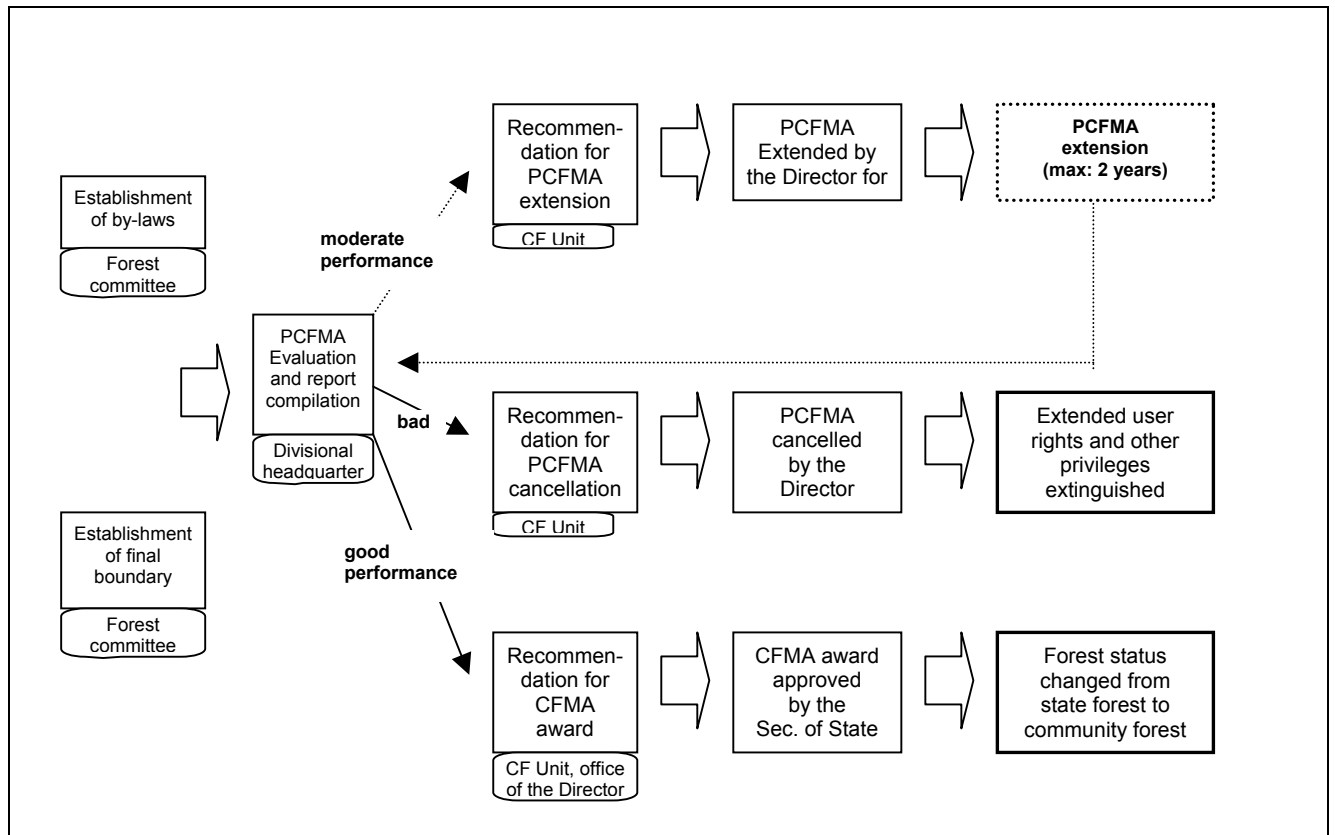 Establishment
of by-laws
Forest
committee
Establishment
of final
boundary
Forest
committee
PCFMA
Evaluation
and report
compilation
Divisional
headquarter
moderate
performance
bad
good
performance
Recommen-
dation for
PCFMA
extension
CF Unit
PCFMA
Extended by
the Director for
PCFMA
extension
(max: 2 years)
Recommen-
dation for
PCFMA
cancellation
CF Unit
PCFMA
cancelled
by the
Director
Extended user
rights and other
privileges
extinguished
Recommen-
dation for
CFMA
award
CF Unit, office
of the Director
CFMA award
approved
by the
Sec. of State
Forest status
changed from
state forest to
community forest